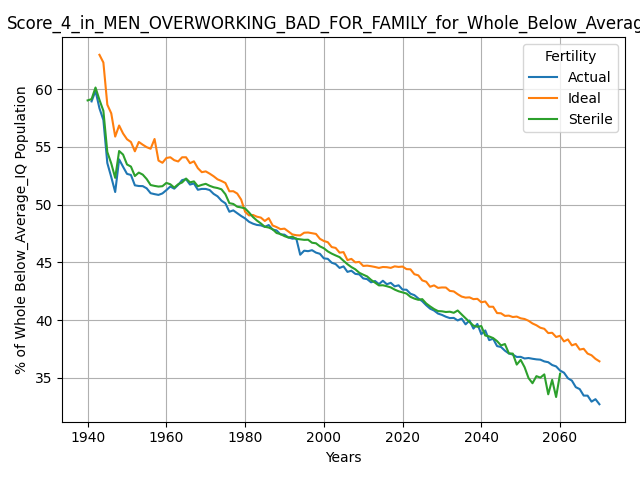 Score_4_in_MEN_OVERWORKING_BAD_FOR_FAMILY_for_Whole_Below_Averag
Fertility
Actual
Ideal
Sterile
% of Whole Below_Average_IQ Population
60
55
50
45
40
35
1940
1960
1980
2000
2020
2040
2060
Years